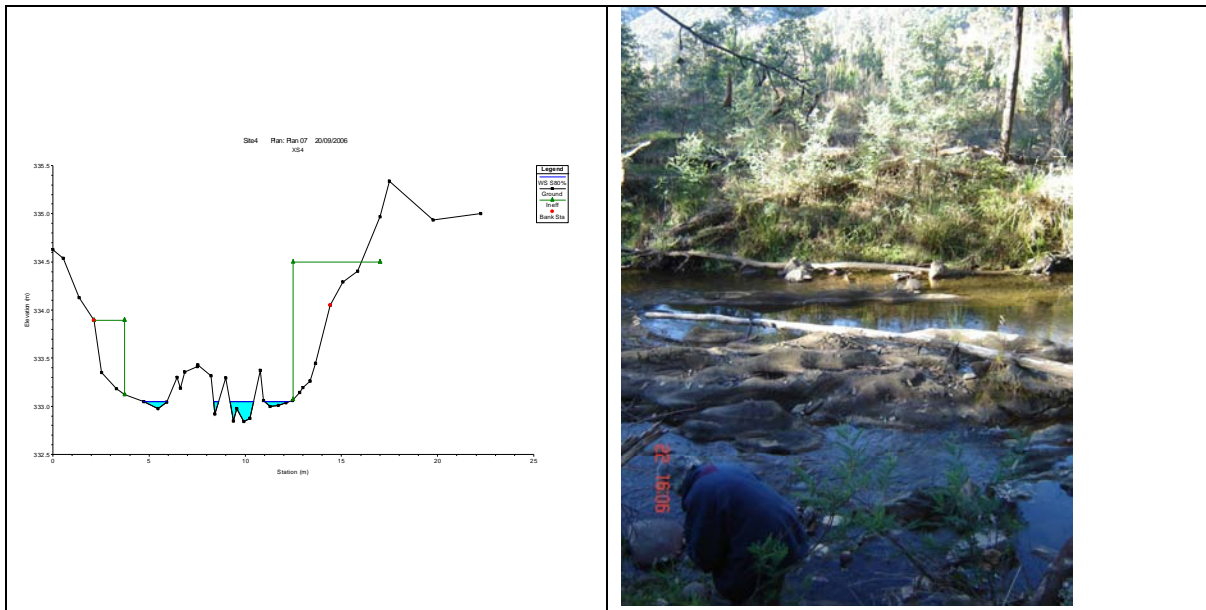 Site4 Plan: Plan 07 20/09/2006
XS4
Legend
WS S80%
Ground
Ineff
Bank Sta
335.5
335.0
334.5
334.0
333.5
333.0
332.5
Elevation (m)
0 5 10 15 20 25
Station (m)